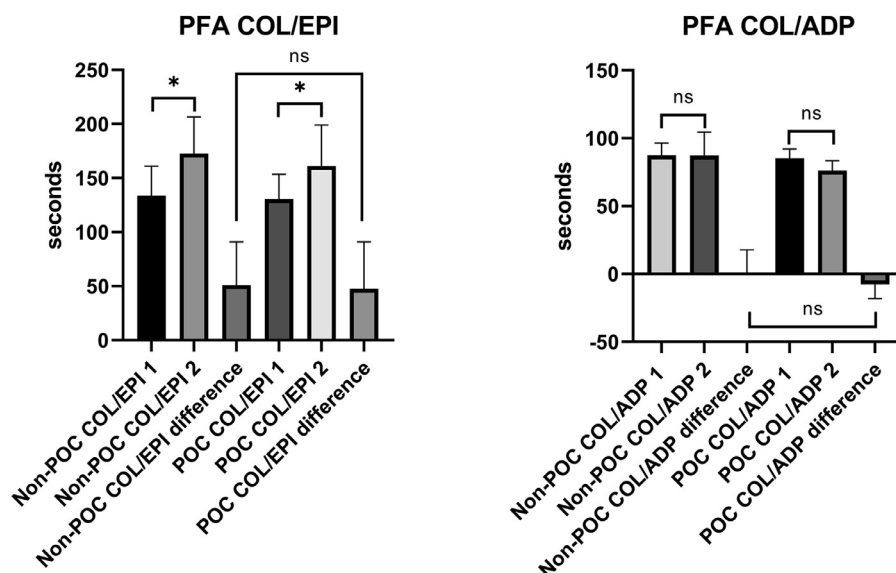 PFA COL/EPI
ns
*
*
250
200
150
100
50
0
seconds
Non-POC COL/EPI 1
Non-POC COL/EPI 2
Non-POC COL/EPI difference
POC COL/EPI 1
POC COL/EPI 2
POC COL/EPI difference
PFA COL/ADP
ns
ns
ns
150
100
50
0
-50
seconds
Non-POC COL/ADP 1
Non-POC COL/ADP 2
Non-POC COL/ADP difference
POC COL/ADP 1
POC COL/ADP 2
POC COL/ADP difference